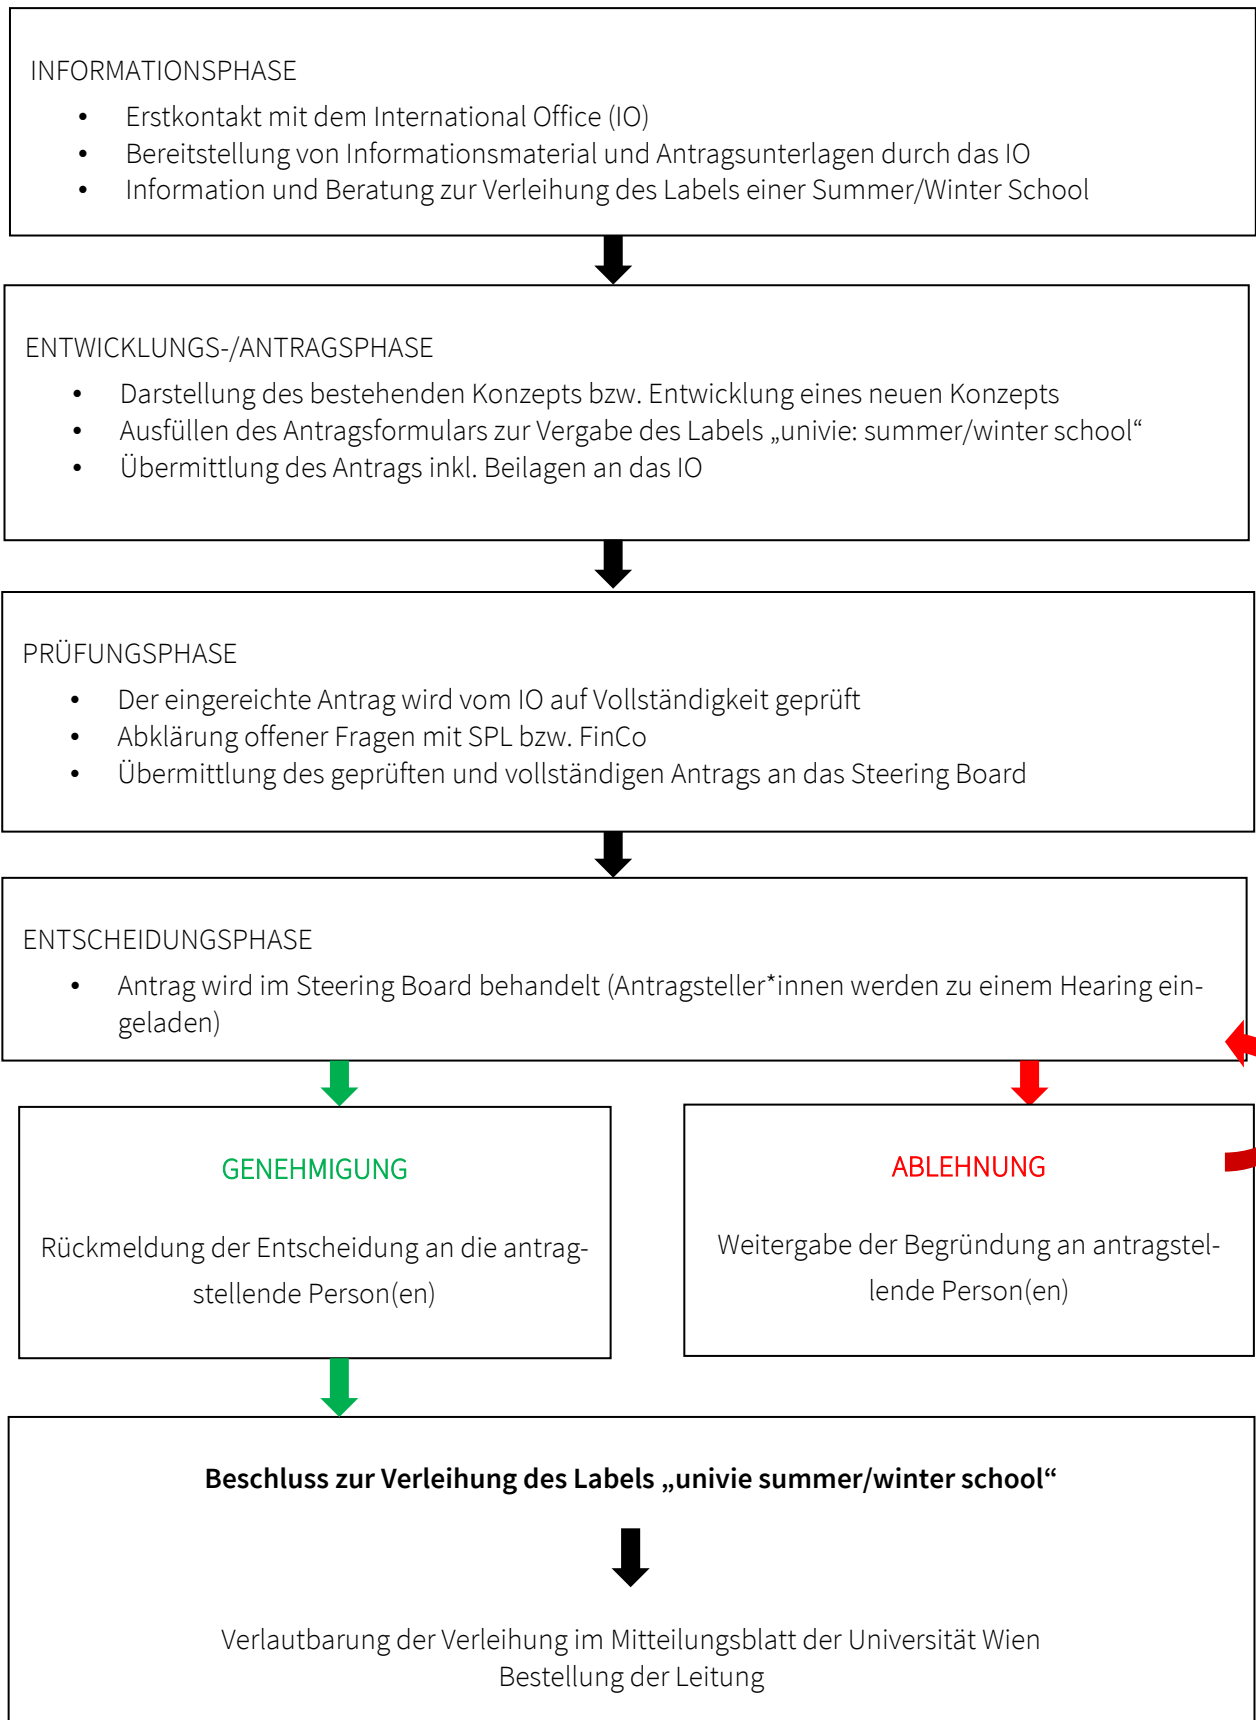 INFORMATIONSPHASE
• Erstkontakt mit dem International Office (IO)
• Bereitstellung von Informationsmaterial und Antragsunterlagen durch das IO
• Information und Beratung zur Verleihung des Labels einer Summer/Winter School
ENTWICKLUNGS-/ANTRAGSPHASE
• Darstellung des bestehenden Konzepts bzw. Entwicklung eines neuen Konzepts
• Ausfüllen des Antragsformulars zur Vergabe des Labels „univie: summer/winter school“
• Übermittlung des Antrags inkl. Beilagen an das IO
PRÜFUNGSPHASE
• Der eingereichte Antrag wird vom IO auf Vollständigkeit geprüft
• Abklärung offener Fragen mit SPL bzw. FinCo
• Übermittlung des geprüften und vollständigen Antrags an das Steering Board
ENTSCHEIDUNGSPHASE
• Antrag wird im Steering Board behandelt (Antragsteller*innen werden zu einem Hearing ein-
geladen)
GENEHMIGUNG
Rückmeldung der Entscheidung an die antrag-
stellende Person(en)
ABLEHNUNG
Weitergabe der Begründung an antragstel-
lende Person(en)
Beschluss zur Verleihung des Labels „univie summer/winter school“
Verlautbarung der Verleihung im Mitteilungsblatt der Universität Wien
Bestellung der Leitung